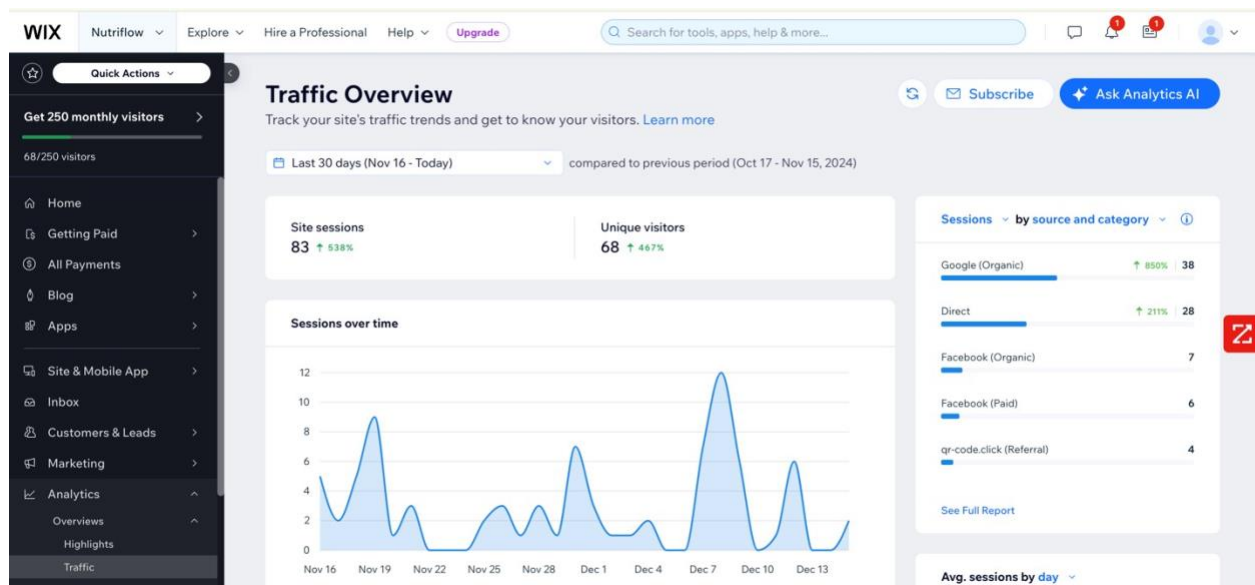 WIX
Nutriflow
Explore
Hire a Professional
Help
Upgrade
Search for tools, apps, help & more...
1
1
Quick Actions
Get 250 monthly visitors
68/250 visitors
Home
Getting Paid
All Payments
Blog
Apps
Site & Mobile App
Inbox
Customers & Leads
Marketing
Analytics
Overviews
Highlights
Traffic
Traffic Overview
Track your site's traffic trends and get to know your visitors. Learn more
Subscribe
Ask Analytics AI
Last 30 days (Nov 16 - Today)
compared to previous period (Oct 17 - Nov 15, 2024)
Site sessions
83 ↑ 538%
Unique visitors
68 ↑ 467%
Sessions over time
12
10
8
6
4
2
0
Nov 16 Nov 19 Nov 22 Nov 25 Nov 28 Dec 1 Dec 4 Dec 7 Dec 10 Dec 13
Sessions by source and category
Google (Organic) ↑ 850% 38
Direct ↑ 211% 28
Facebook (Organic) 7
Facebook (Paid) 6
qr-code.click (Referral) 4
See Full Report
Avg. sessions by day